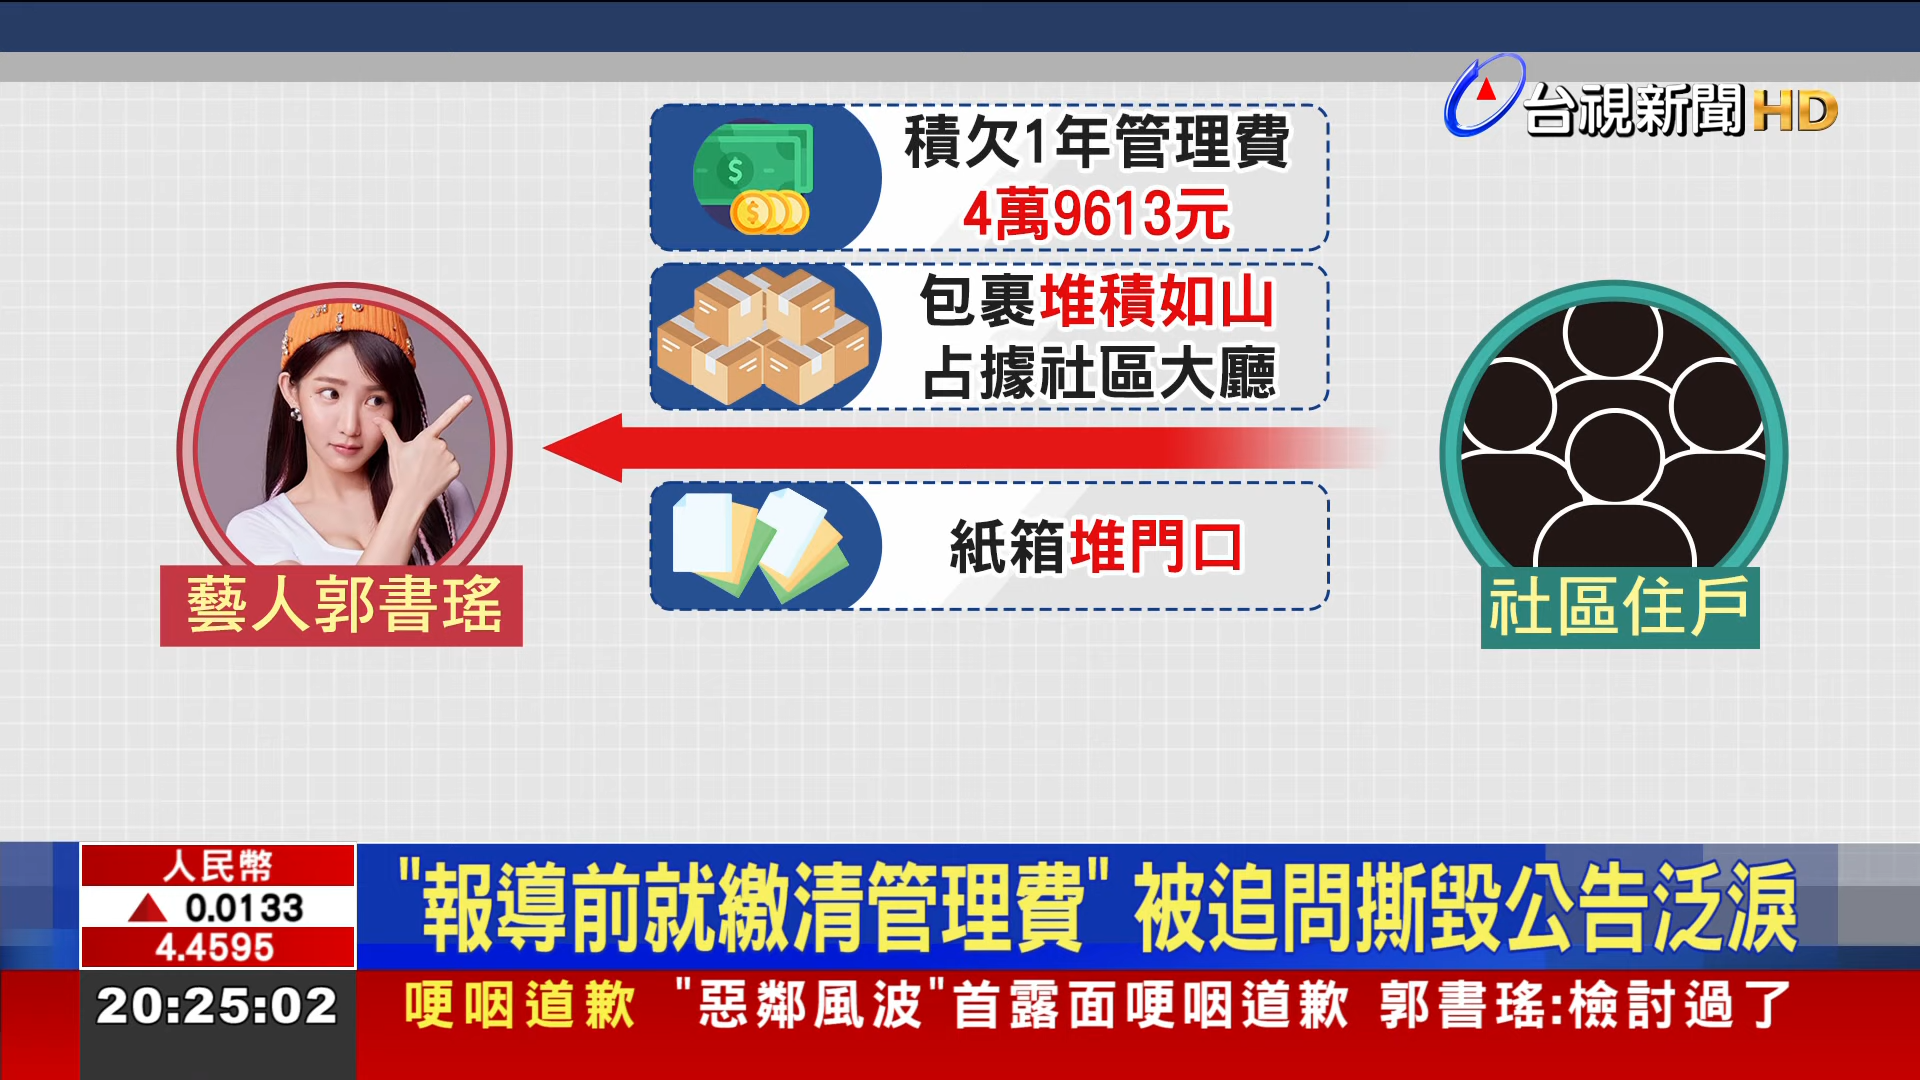 台視新聞HD
積欠1年管理費
4萬9613元
包裹堆積如山
占據社區大廳
紙箱堆門口
藝人郭書瑤
社區住戶
人民幣
0.0133
4.4595
"報導前就繳清管理費" 被追問撕毀公告泛淚
20:25:02
哽咽道歉 "惡鄰風波"首露面哽咽道歉 郭書瑤:檢討過了